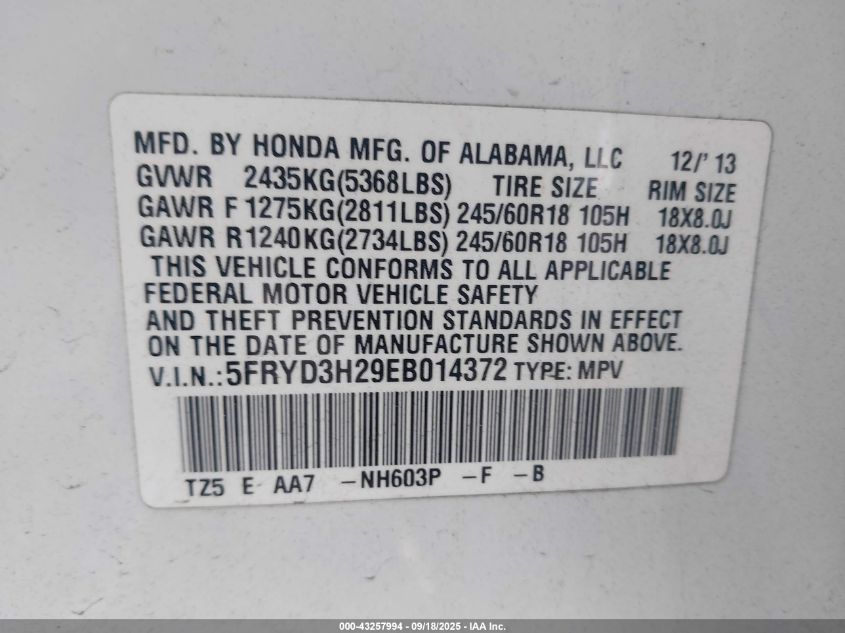 MFD. BY HONDA MFG. OF ALABAMA, LLC 12/' 13
GVWR 2435KG(5368LBS) TIRE SIZE RIM SIZE
GAWR F 1275KG(2811LBS) 245/60R18 105H 18X8.0J
GAWR R 1240KG(2734LBS) 245/60R18 105H 18X8.0J
THIS VEHICLE CONFORMS TO ALL APPLICABLE
FEDERAL MOTOR VEHICLE SAFETY
AND THEFT PREVENTION STANDARDS IN EFFECT
ON THE DATE OF MANUFACTURE SHOWN ABOVE.
V.I.N.: 5FRYD3H29EB014372 TYPE: MPV
TZ5 E AA7 -NH603P -F -B
000-43257994 - 09/18/2025 - IAA Inc.